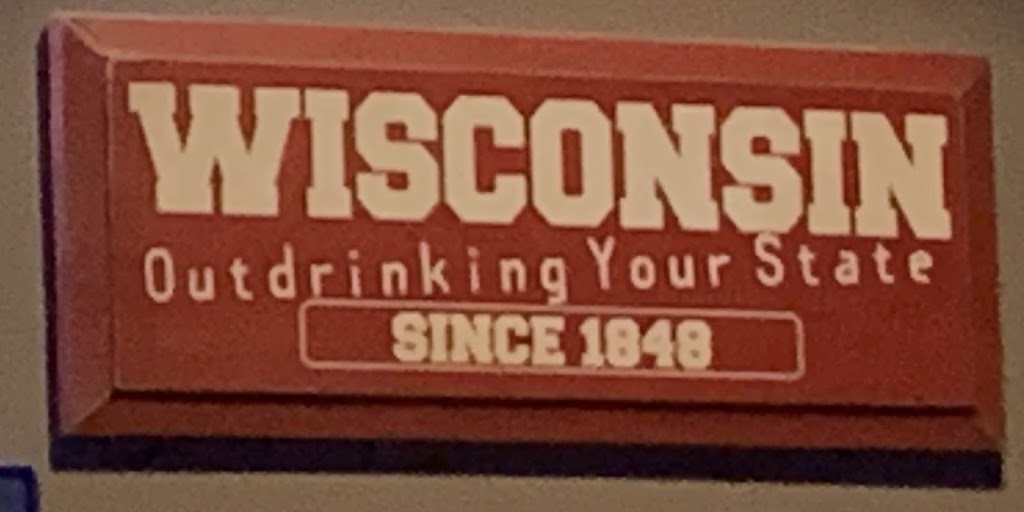 WISCONSIN
Outdrinking Your State
SINCE 1848